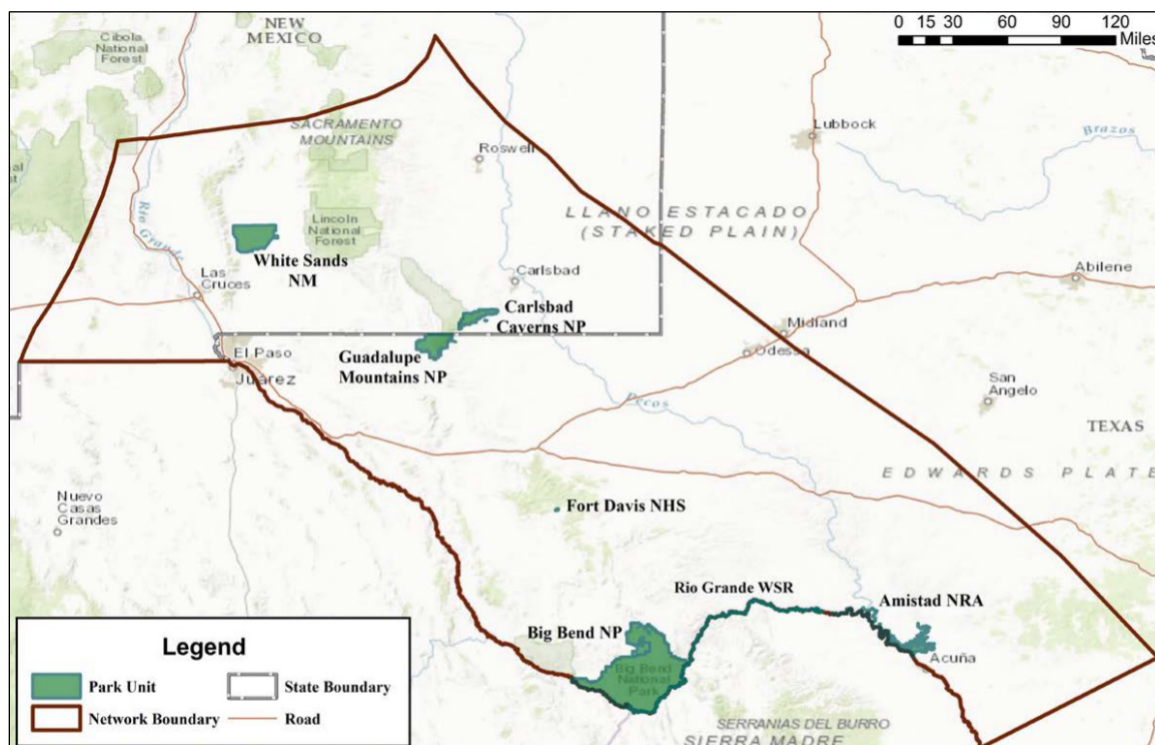 NEW
MEXICO
0 15 30 60 90 120
Miles
Cibola
National
Forest
SACRAMENTO
MOUNTAINS
Roswell
Lubbock
Brazos
Rio Grande
Lincoln
National
Forest
LLANO ESTACADO
(STAKED PLAIN)
White Sands
NM
Las
Cruces
Carlsbad
Abilene
Carlsbad
Caverns NP
Midland
Odessa
El Paso
Juárez
Guadalupe
Mountains NP
Pecos
San
Angelo
TEXAS
EDWARDS PLATE
Nuevo
Casas
Grandes
Fort Davis NHS
Rio Grande WSR
Amistad NRA
Big Bend NP
Acuña
Big Bend
National
Park
SERRANIAS DEL BURRO
SIERRA MADRE
Legend
Park Unit
State Boundary
Network Boundary
Road